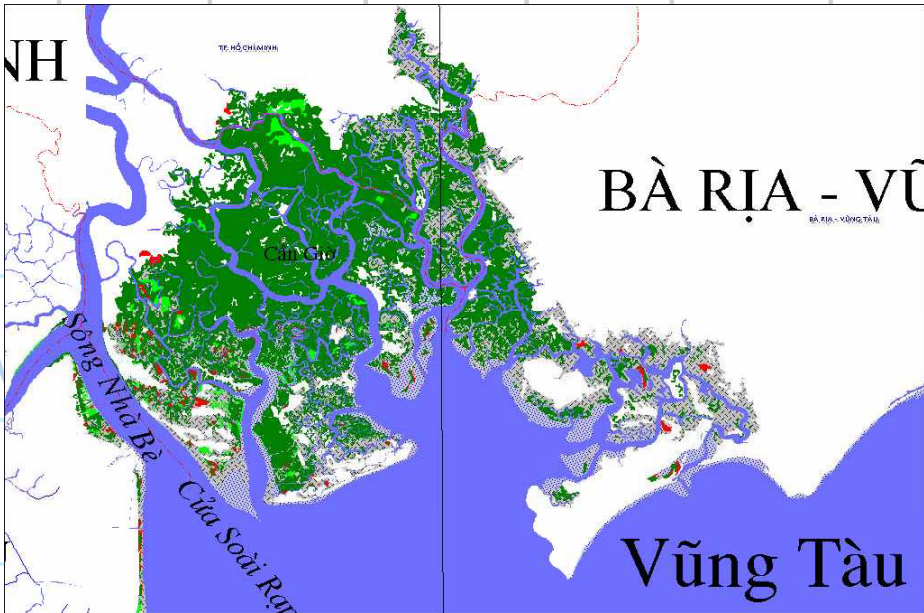 TP. HỒ CHÍ MINH
NH
BÀ RỊA - VŨ
BÀ RỊA - VŨNG TÀU
Cần Giờ
Sông Nhà Bè
Cửa Soài Rạp
Vũng Tàu